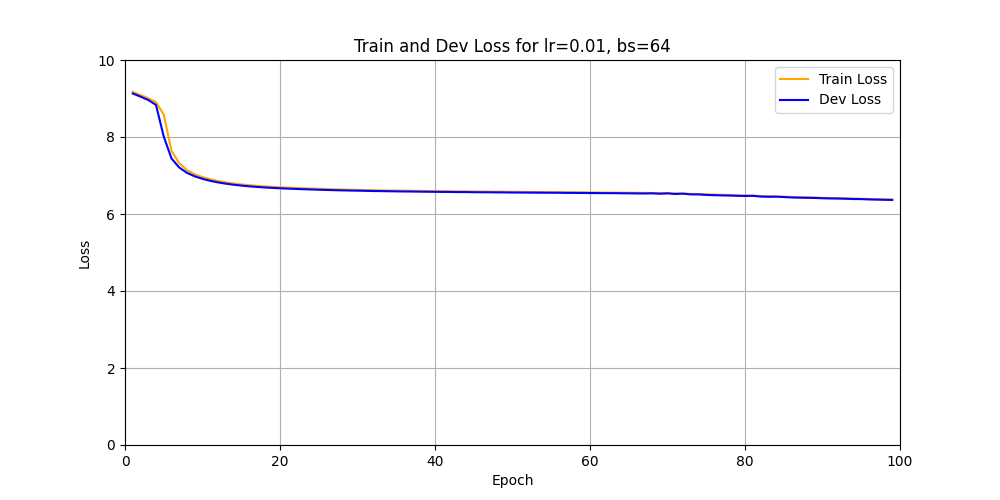 Train and Dev Loss for lr=0.01, bs=64
10
8
6
4
2
0
Loss
Train Loss
Dev Loss
0 20 40 60 80 100
Epoch